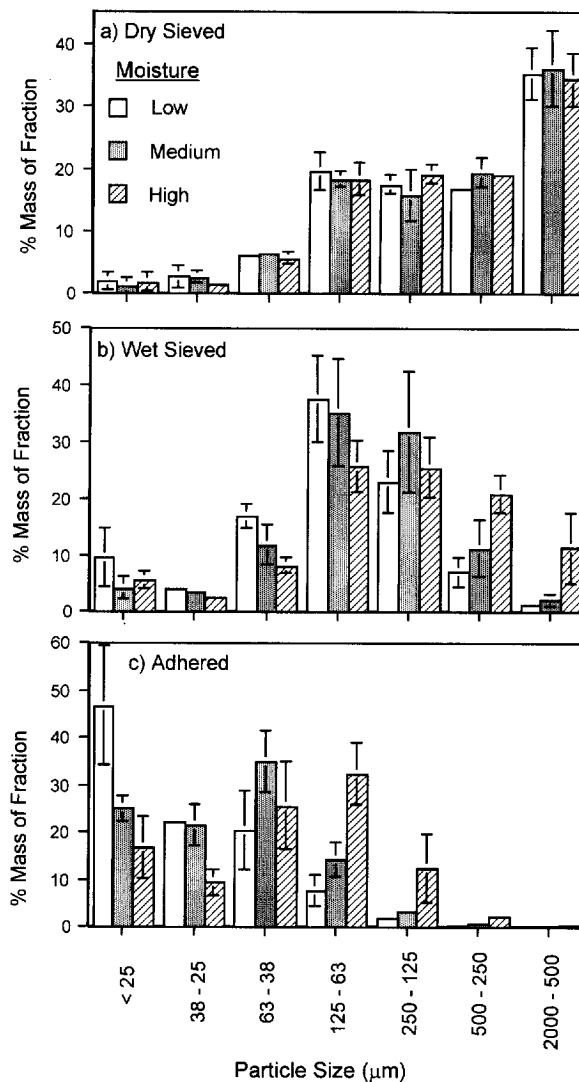 a) Dry Sieved
Moisture
Low
Medium
High
% Mass of Fraction
40
30
20
10
0
b) Wet Sieved
% Mass of Fraction
50
40
30
20
10
0
c) Adhered
% Mass of Fraction
60
50
40
30
20
10
0
< 25
38 - 25
63 - 38
125 - 63
250 - 125
500 - 250
2000 - 500
Particle Size (μm)